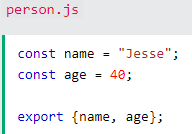 person.js
const name = "Jesse";
const age = 40;
export {name, age};